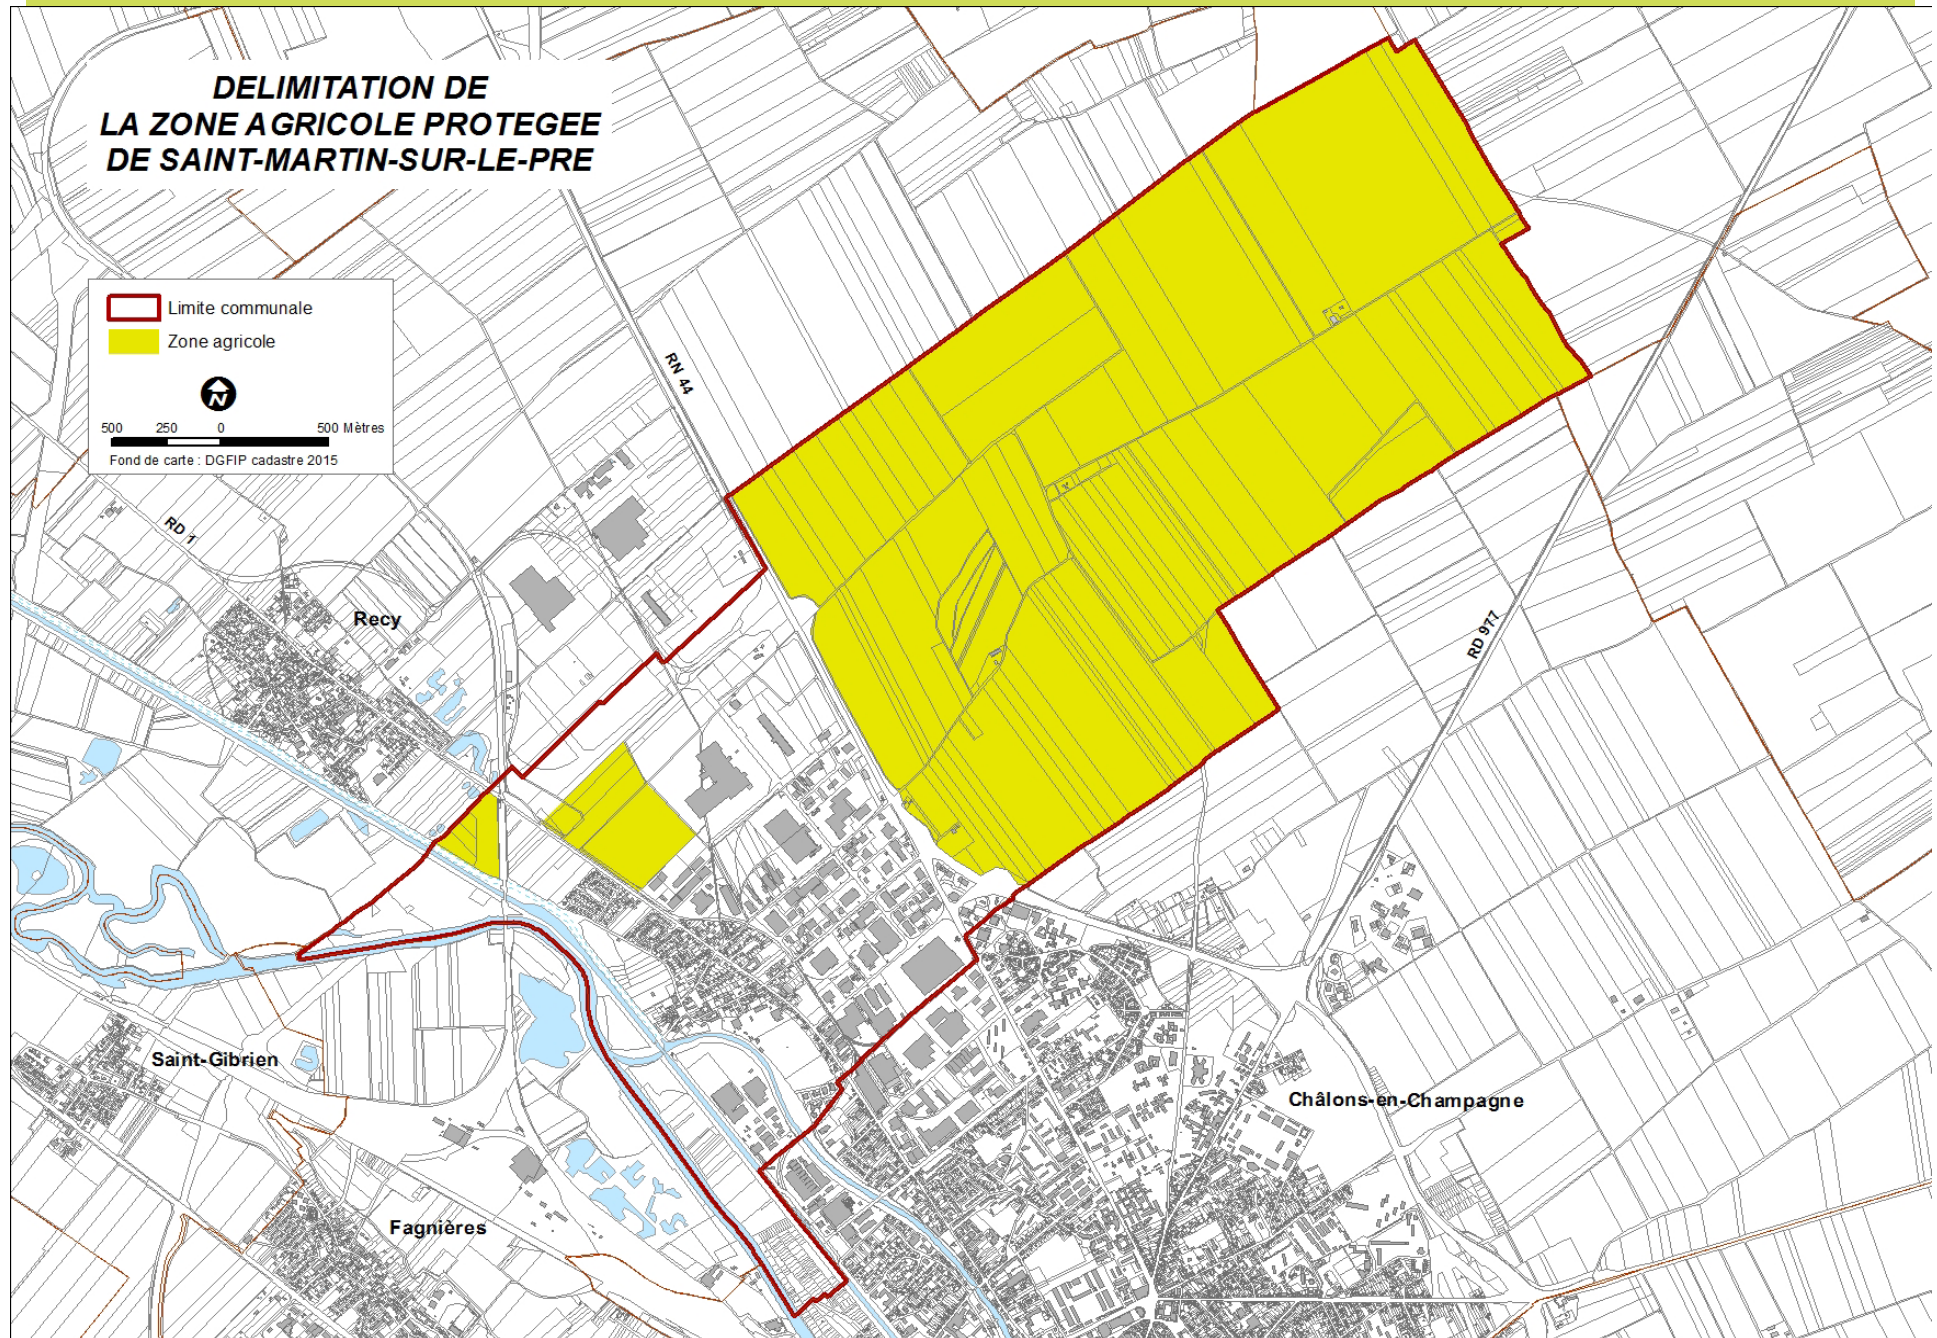 DELIMITATION DE
LA ZONE AGRICOLE PROTEGEE
DE SAINT-MARTIN-SUR-LE-PRE
Limite communale
Zone agricole
N
500 250 0 500 Mètres
Fond de carte : DGFIP cadastre 2015
RN 44
RD 1
Recy
RD 977
Saint-Gibrien
Châlons-en-Champagne
Fagnières